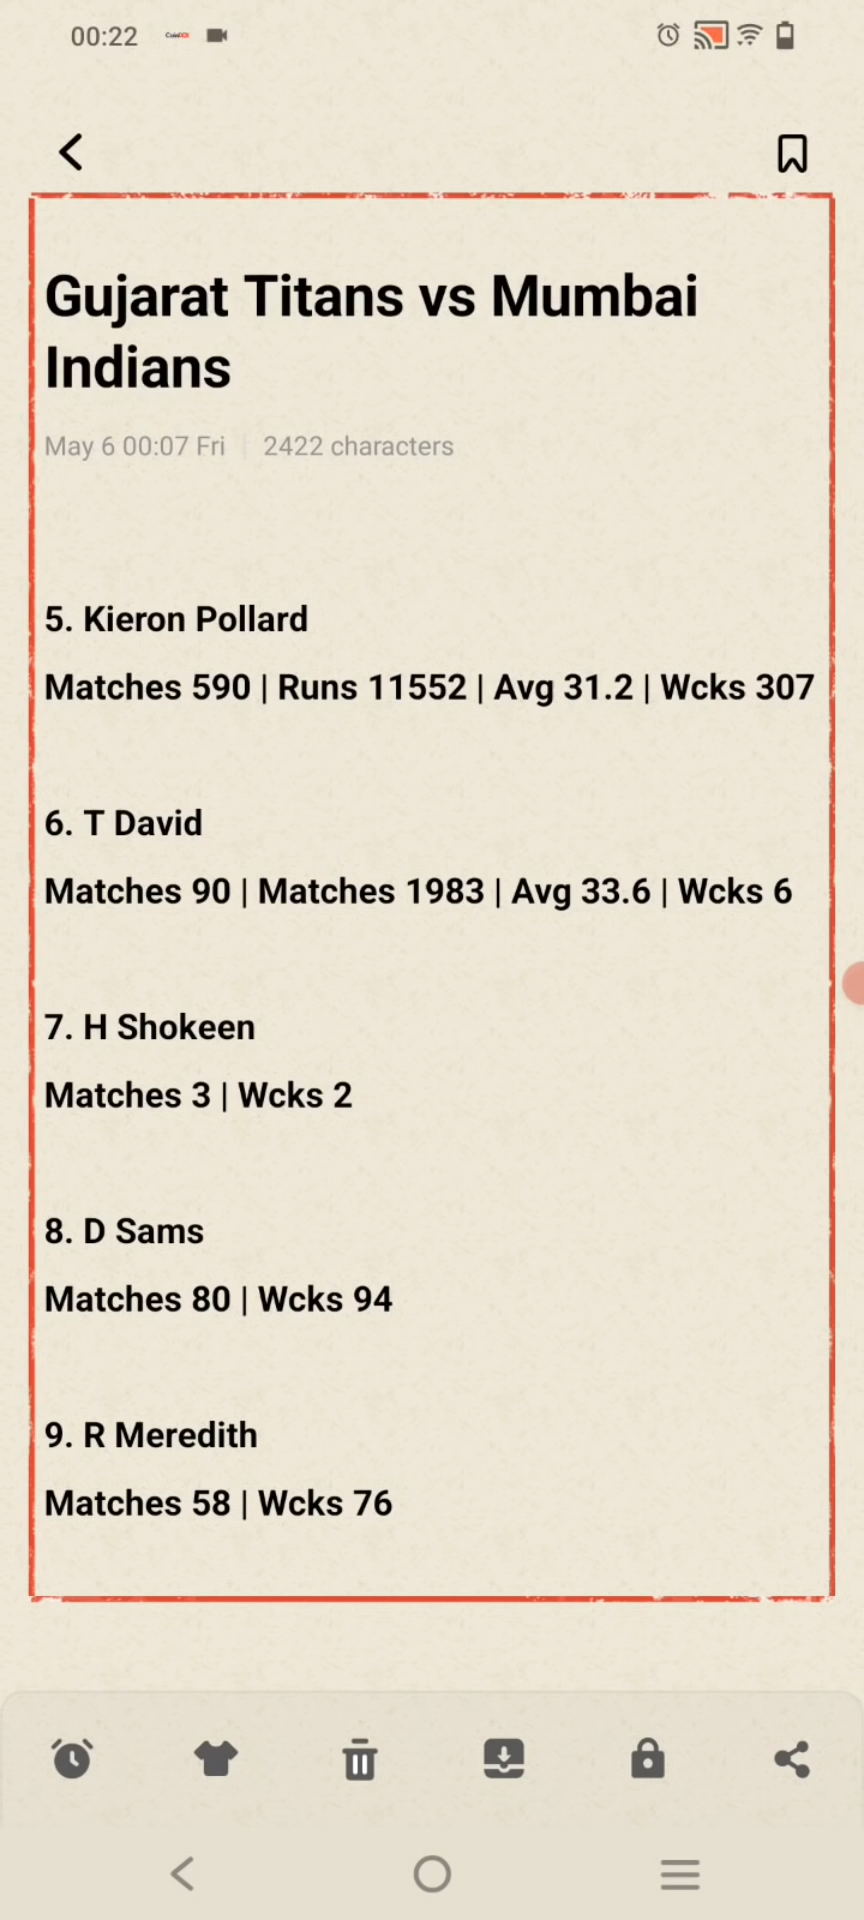 00:22
Gujarat Titans vs Mumbai
Indians
May 6 00:07 Fri | 2422 characters
5. Kieron Pollard
Matches 590 | Runs 11552 | Avg 31.2 | Wcks 307
6. T David
Matches 90 | Matches 1983 | Avg 33.6 | Wcks 6
7. H Shokeen
Matches 3 | Wcks 2
8. D Sams
Matches 80 | Wcks 94
9. R Meredith
Matches 58 | Wcks 76